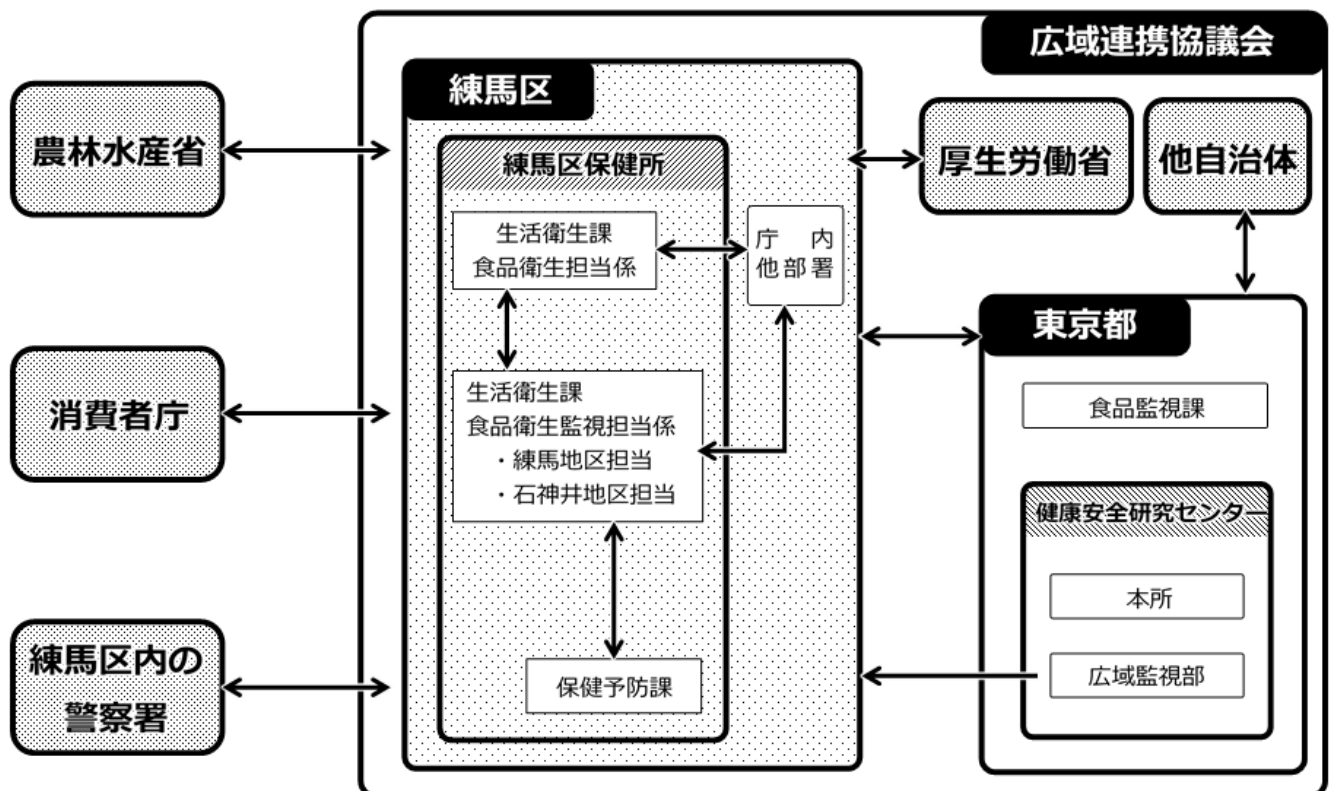 広域連携協議会
練馬区
農林水産省
練馬区保健所
厚生労働省
他自治体
生活衛生課
食品衛生担当係
庁内
他部署
東京都
消費者庁
生活衛生課
食品衛生監視担当係
・練馬地区担当
・石神井地区担当
食品監視課
健康安全研究センター
本所
練馬区内の
警察署
保健予防課
広域監視部